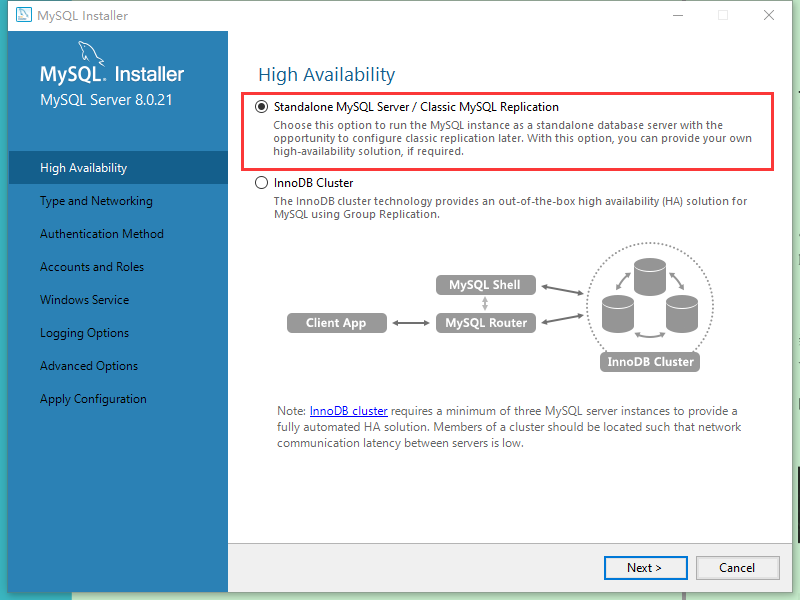 MySQL Installer
MySQL. Installer
MySQL Server 8.0.21
High Availability
Type and Networking
Authentication Method
Accounts and Roles
Windows Service
Logging Options
Advanced Options
Apply Configuration
High Availability
Standalone MySQL Server / Classic MySQL Replication
Choose this option to run the MySQL instance as a standalone database server with the
opportunity to configure classic replication later. With this option, you can provide your own
high-availability solution, if required.
InnoDB Cluster
The InnoDB cluster technology provides an out-of-the-box high availability (HA) solution for
MySQL using Group Replication.
MySQL Shell
Client App
MySQL Router
InnoDB Cluster
Note: InnoDB cluster requires a minimum of three MySQL server instances to provide a
fully automated HA solution. Members of a cluster should be located such that network
communication latency between servers is low.
Next >
Cancel